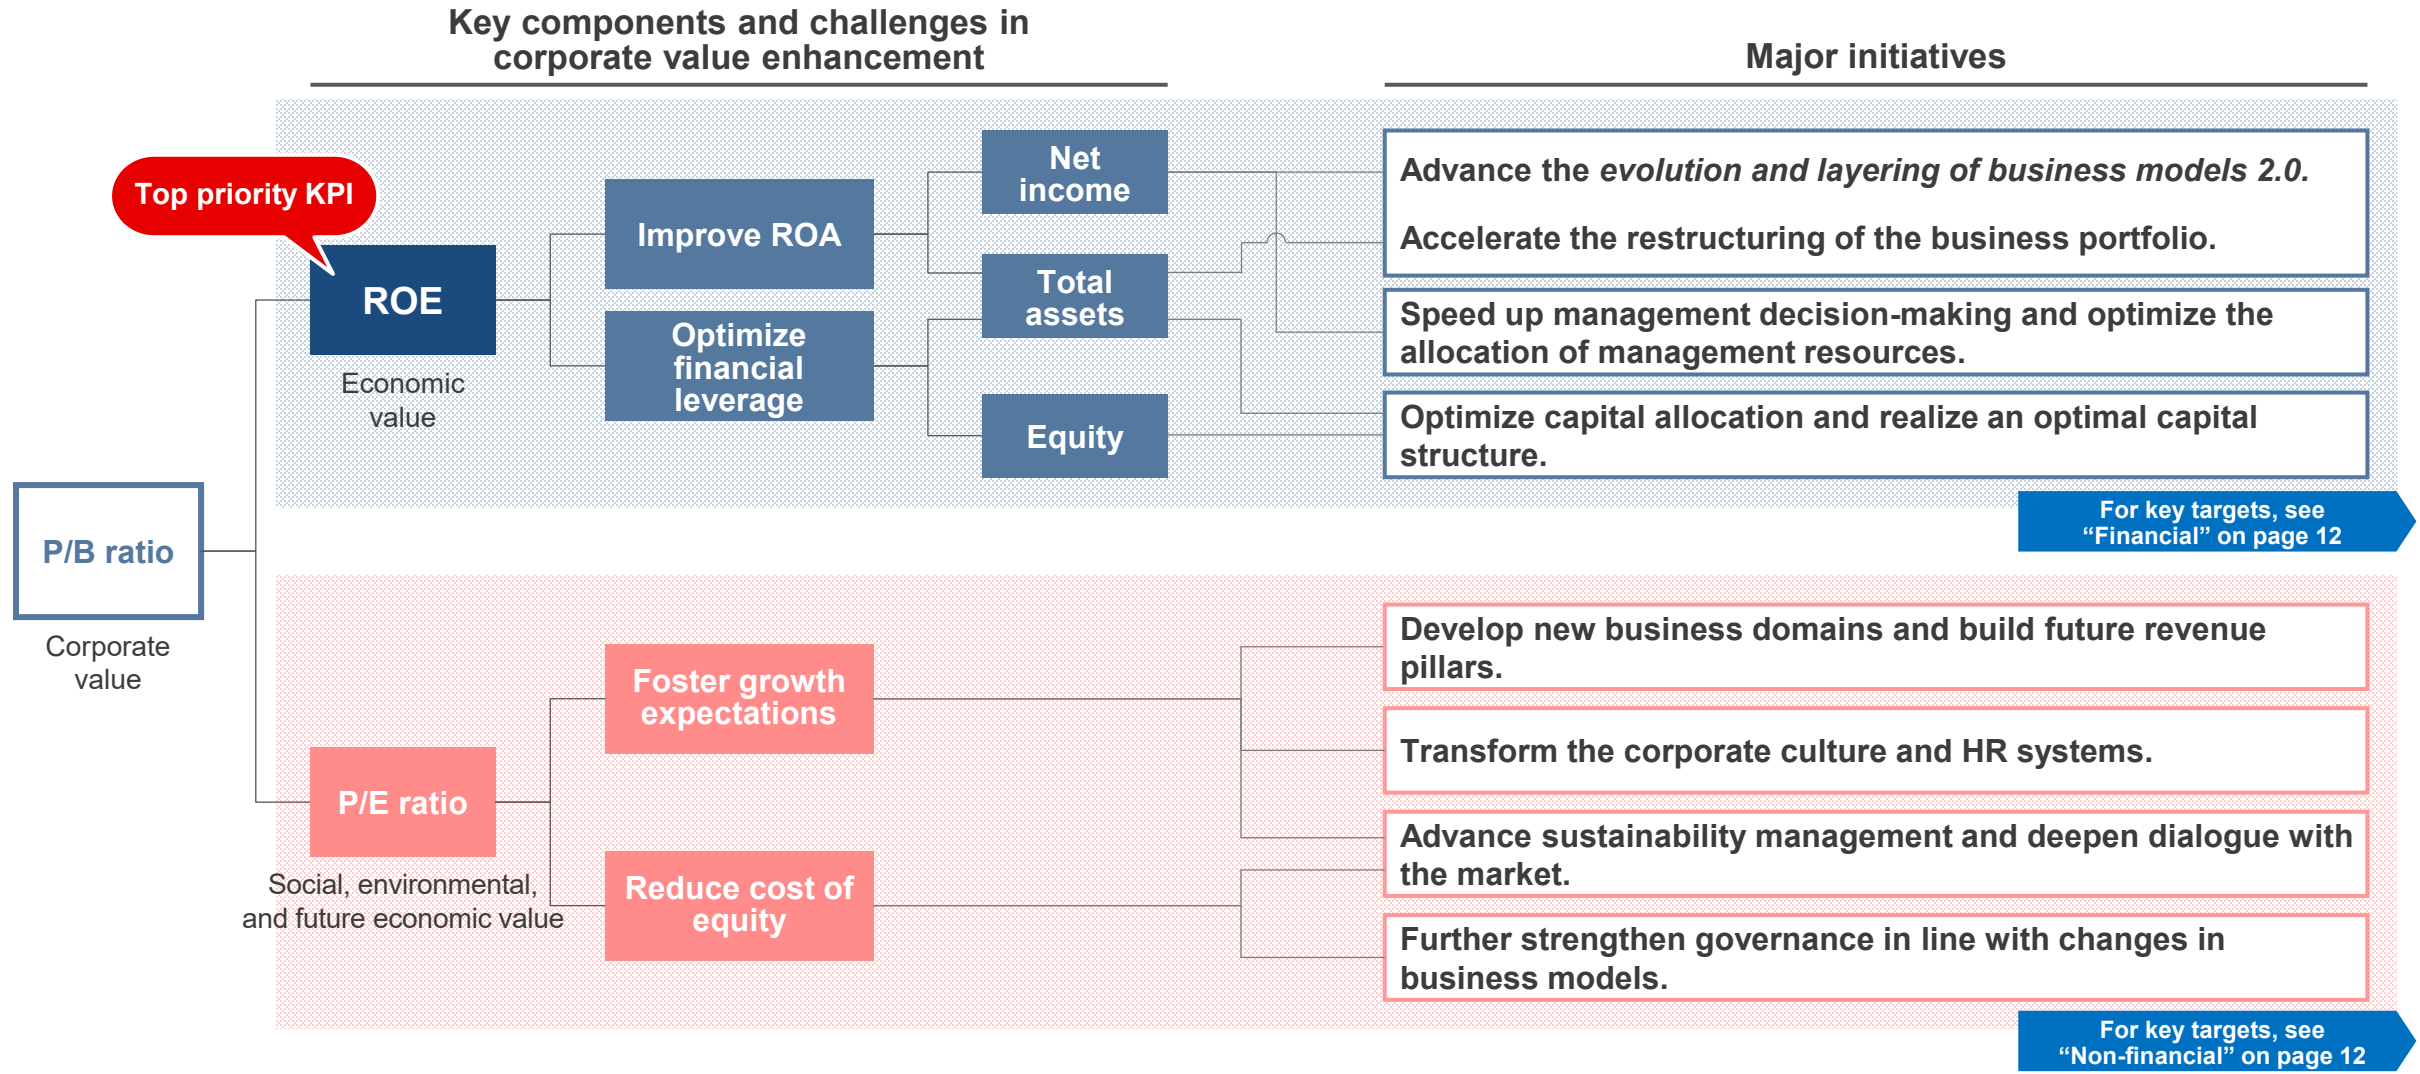 Key components and challenges in
corporate value enhancement
Major initiatives
Top priority KPI
ROE
Economic
value
Improve ROA
Optimize
financial
leverage
Net
income
Total
assets
Equity
Advance the evolution and layering of business models 2.0.
Accelerate the restructuring of the business portfolio.
Speed up management decision-making and optimize the
allocation of management resources.
Optimize capital allocation and realize an optimal capital
structure.
For key targets, see
“Financial” on page 12
P/B ratio
Corporate
value
P/E ratio
Social, environmental,
and future economic value
Foster growth
expectations
Reduce cost of
equity
Develop new business domains and build future revenue
pillars.
Transform the corporate culture and HR systems.
Advance sustainability management and deepen dialogue with
the market.
Further strengthen governance in line with changes in
business models.
For key targets, see
“Non-financial” on page 12